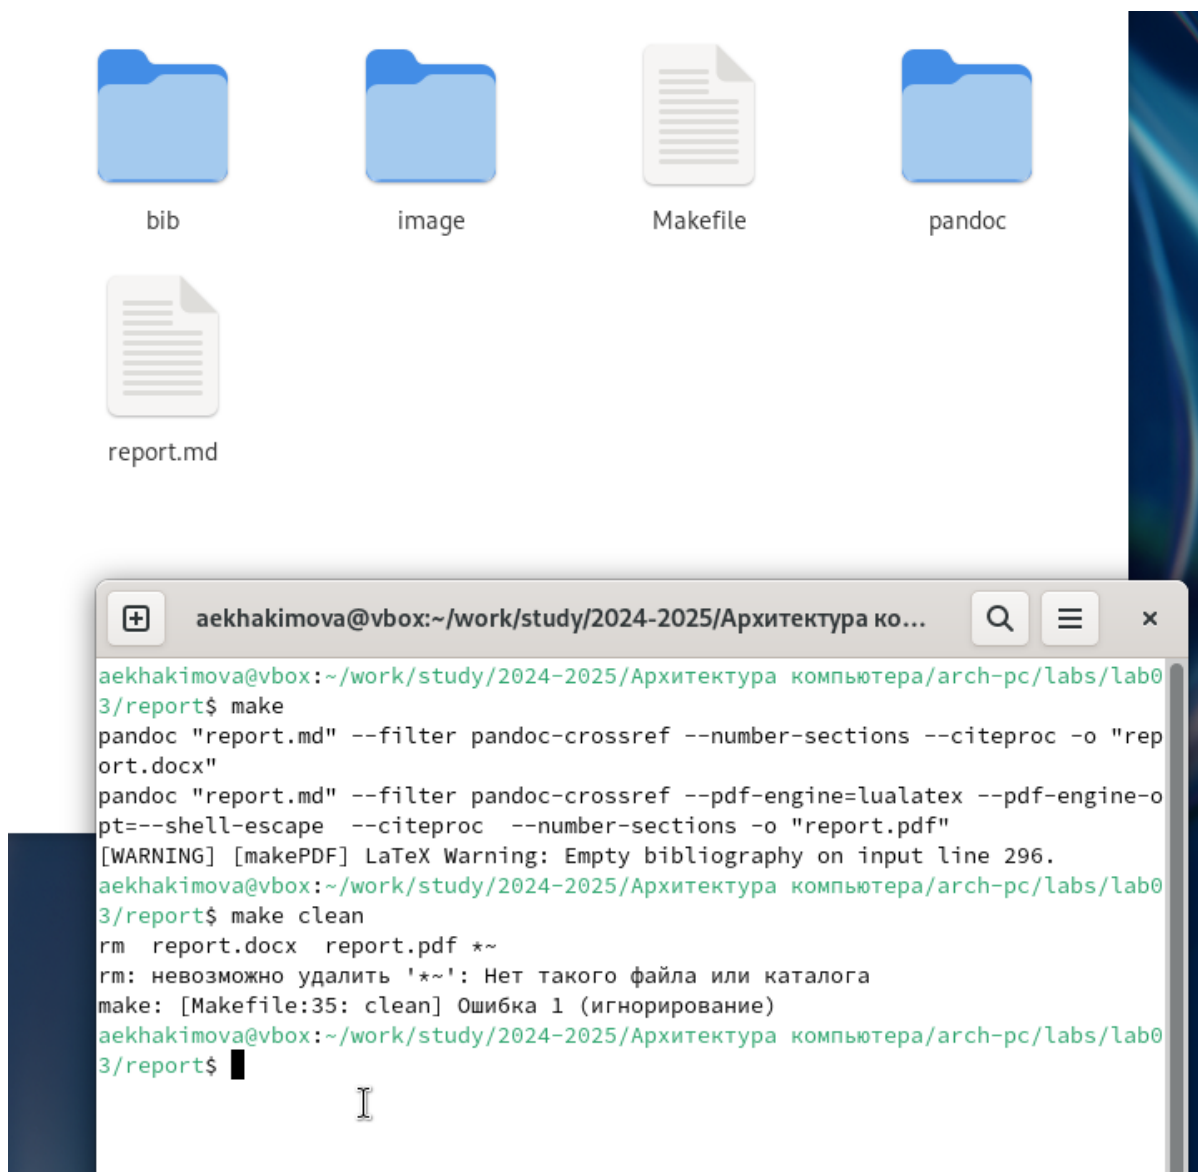 bib
image
Makefile
pandoc
report.md
aekhakimova@vbox:~/work/study/2024-2025/Архитектура ко...
aekhakimova@vbox:~/work/study/2024-2025/Архитектура компьютера/arch-pc/labs/lab0
3/report$ make
pandoc "report.md" --filter pandoc-crossref --number-sections --citeproc -o "rep
ort.docx"
pandoc "report.md" --filter pandoc-crossref --pdf-engine=lualatex --pdf-engine-o
pt=--shell-escape  --citeproc  --number-sections -o "report.pdf"
[WARNING] [makePDF] LaTeX Warning: Empty bibliography on input line 296.
aekhakimova@vbox:~/work/study/2024-2025/Архитектура компьютера/arch-pc/labs/lab0
3/report$ make clean
rm  report.docx  report.pdf *~
rm: невозможно удалить '*~': Нет такого файла или каталога
make: [Makefile:35: clean] Ошибка 1 (игнорирование)
aekhakimova@vbox:~/work/study/2024-2025/Архитектура компьютера/arch-pc/labs/lab0
3/report$